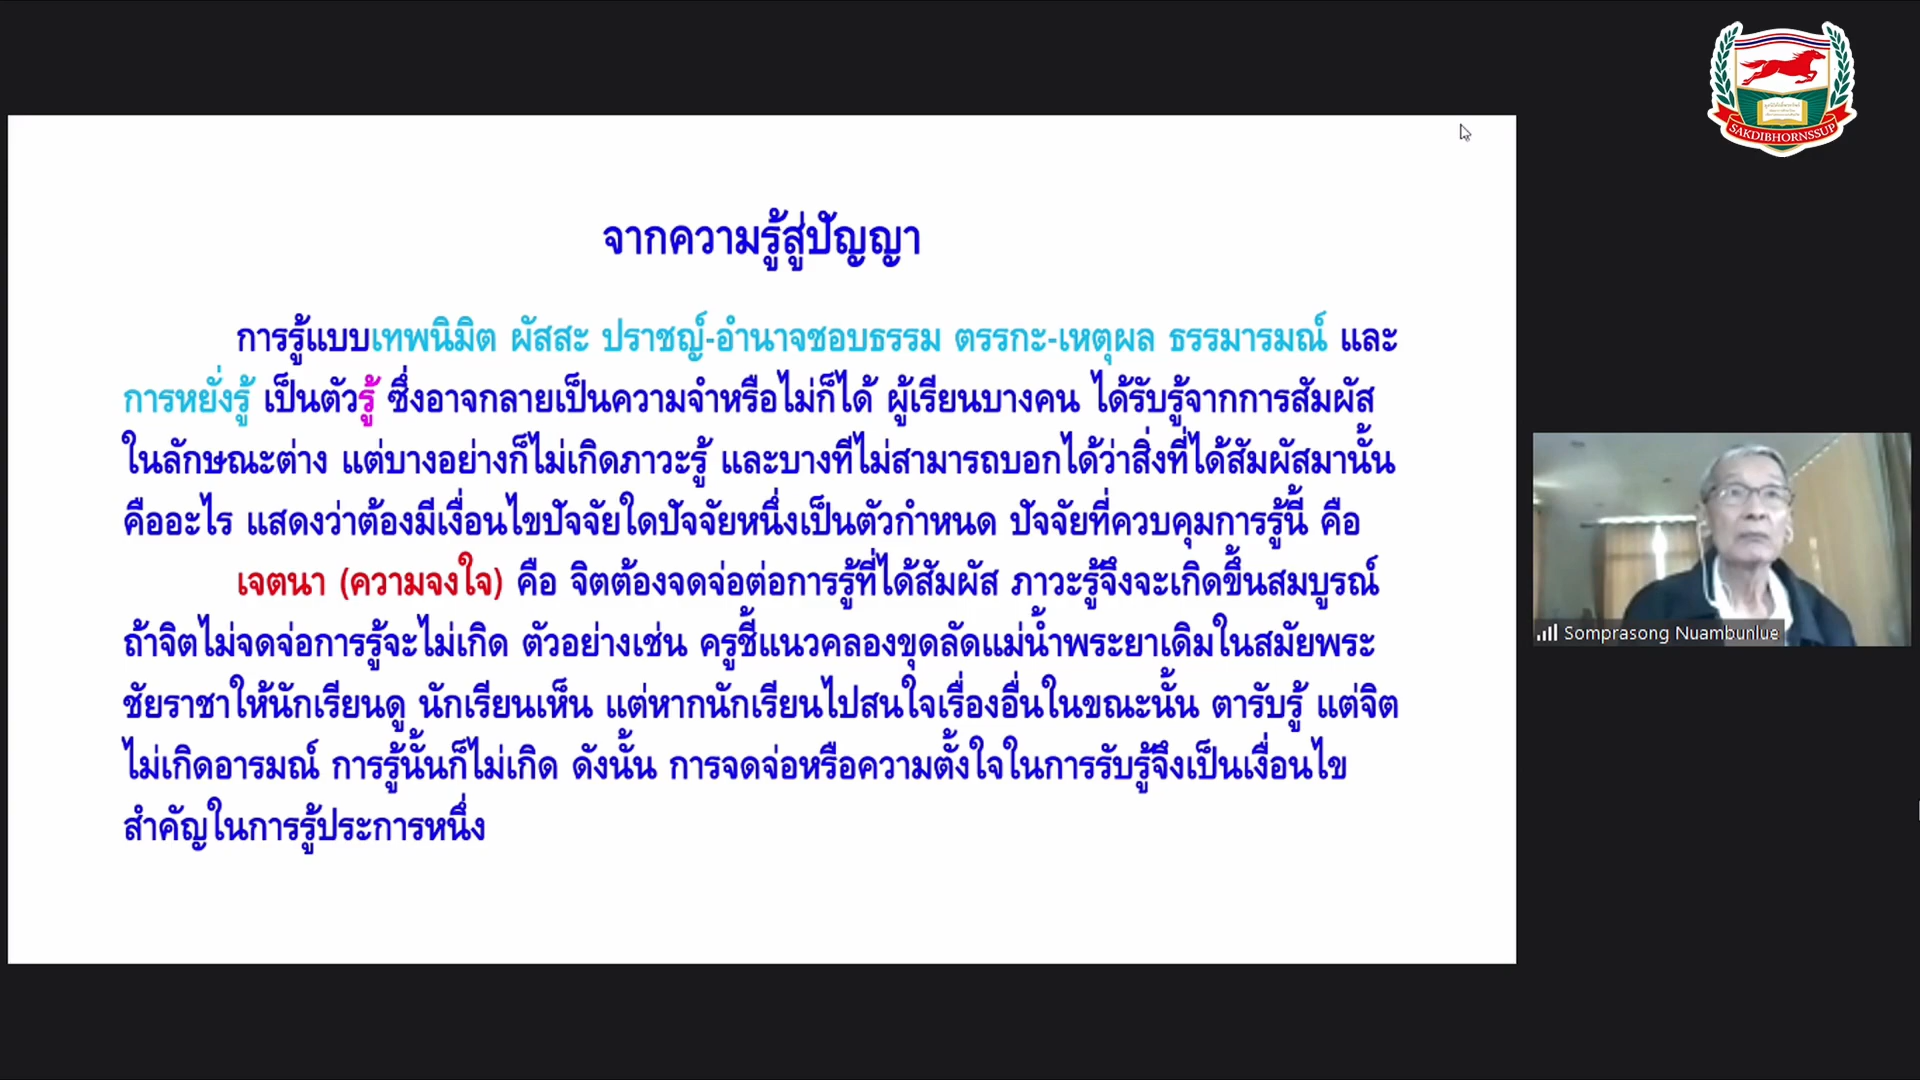 SAKDIBHORNSSUP
จากความรู้สู่ปัญญา
การรู้แบบเทพนิมิต ผัสสะ ปราชญ์-อำนาจชอบธรรม ตรรกะ-เหตุผล ธรรมารมณ์ และ
การหยั่งรู้ เป็นตัวรู้ ซึ่งอาจกลายเป็นความจำหรือไม่ก็ได้ ผู้เรียนบางคน ได้รับรู้จากการสัมผัส
ในลักษณะต่าง แต่บางอย่างก็ไม่เกิดภาวะรู้ และบางทีไม่สามารถบอกได้ว่าสิ่งที่ได้สัมผัสมานั้น
คืออะไร แสดงว่าต้องมีเงื่อนไขปัจจัยใดปัจจัยหนึ่งเป็นตัวกำหนด ปัจจัยที่ควบคุมการรู้นี้ คือ
เจตนา (ความจงใจ) คือ จิตต้องจดจ่อต่อการรู้ที่ได้สัมผัส ภาวะรู้จึงจะเกิดขึ้นสมบูรณ์
ถ้าจิตไม่จดจ่อการรู้จะไม่เกิด ตัวอย่างเช่น ครูชี้แนวคลองขุดลัดแม่น้ำพระยาเดิมในสมัยพระ
ชัยราชาให้นักเรียนดู นักเรียนเห็น แต่หากนักเรียนไปสนใจเรื่องอื่นในขณะนั้น ตารับรู้ แต่จิต
ไม่เกิดอารมณ์ การรู้นั้นก็ไม่เกิด ดังนั้น การจดจ่อหรือความตั้งใจในการรับรู้จึงเป็นเงื่อนไข
สำคัญในการรู้ประการหนึ่ง
Somprasong Nuambunlue